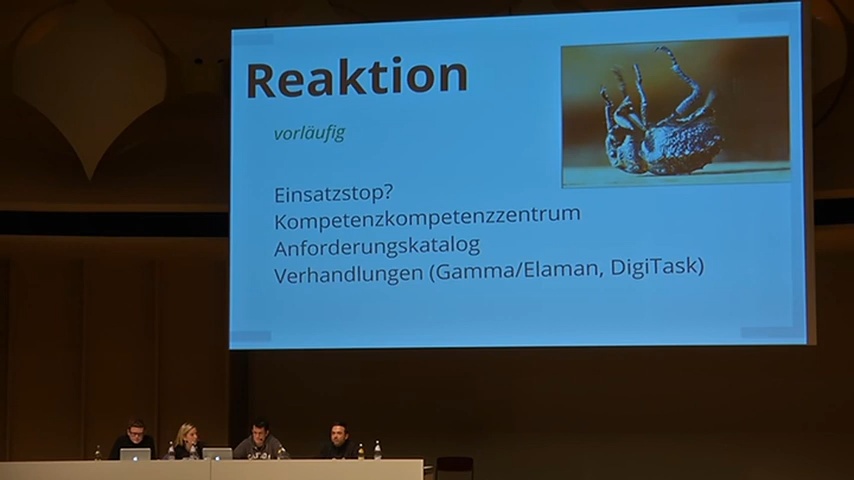 Reaktion
vorläufig
Einsatzstop?
Kompetenzkompetenzzentrum
Anforderungskatalog
Verhandlungen (Gamma/Elaman, DigiTask)